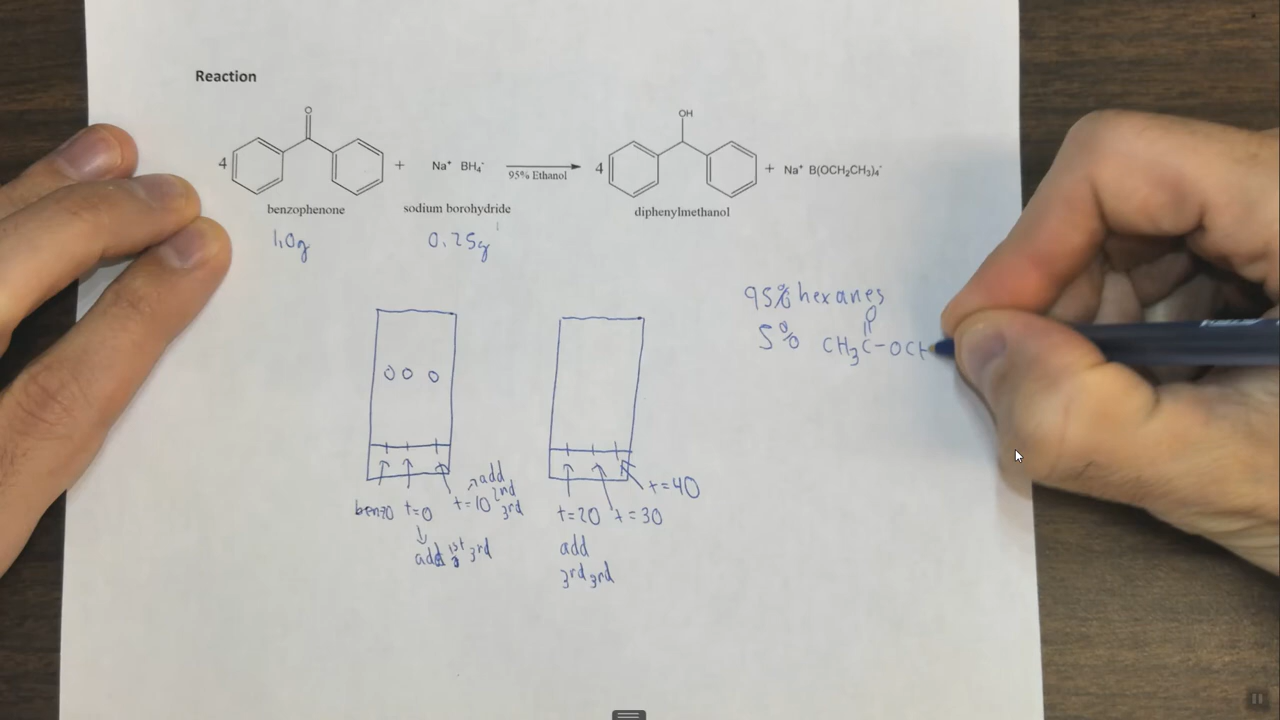 Reaction
O
OH
4 + Na+ BH4- 95% Ethanol 4 + Na+ B(OCH2CH3)4-
benzophenone sodium borohydride diphenylmethanol
1.0g 0.25g
95% hexanes
O
5% CH3C-OCH
add
2nd
3rd
benzo t=0 t=10
add 1st 3rd
t=40
t=20 t=30
add
3rd 3rd